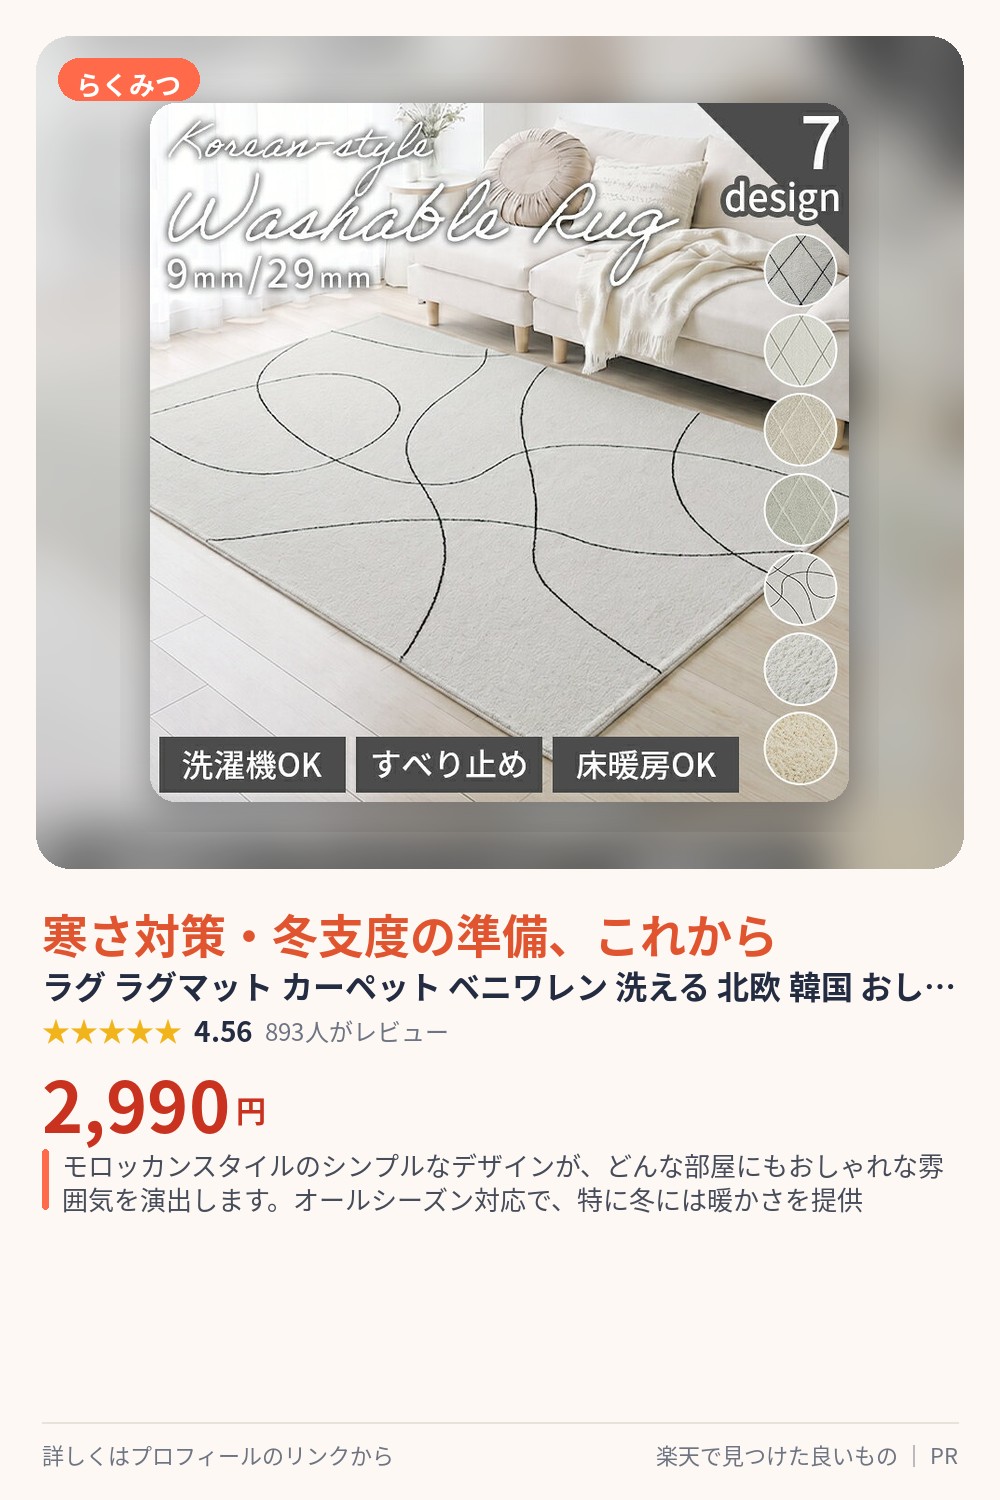 らくみつ
Korean-style
Washable Rug
9mm/29mm
7
design
洗濯機OK
すべり止め
床暖房OK
寒さ対策・冬支度の準備、これから
ラグ ラグマット カーペット ベニワレン 洗える 北欧 韓国 おし…
★★★★★ 4.56 893人がレビュー
2,990円
モロッカンスタイルのシンプルなデザインが、どんな部屋にもおしゃれな雰
囲気を演出します。オールシーズン対応で、特に冬には暖かさを提供
詳しくはプロフィールのリンクから
楽天で見つけた良いもの｜PR